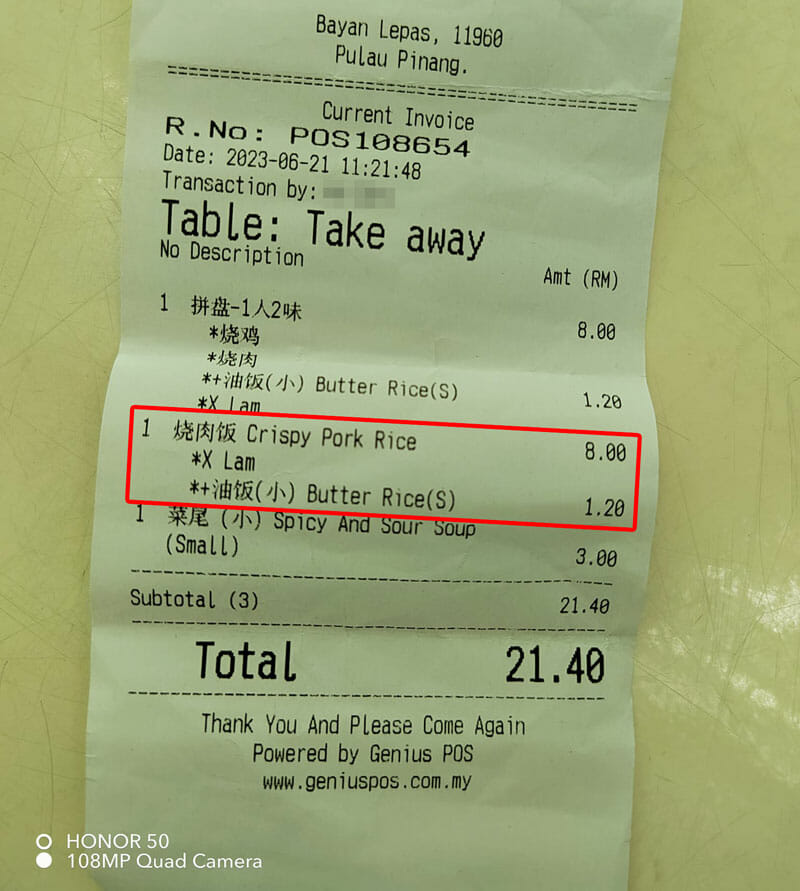 Bayan Lepas, 11960
Pulau Pinang.
Current Invoice
R.No: POS108654
Date: 2023-06-21 11:21:48
Transaction by:
Table: Take away
No Description
Amt (RM)
1 拼盘-1人2味 8.00
*烧鸡
*烧肉
*+油饭(小) Butter Rice(S) 1.20
*X Lam
1 烧肉饭 Crispy Pork Rice 8.00
*X Lam
*+油饭(小) Butter Rice(S) 1.20
1 菜尾 (小) Spicy And Sour Soup
(Small) 3.00
Subtotal (3) 21.40
Total 21.40
Thank You And Please Come Again
Powered by Genius POS
www.geniuspos.com.my
HONOR 50
108MP Quad Camera